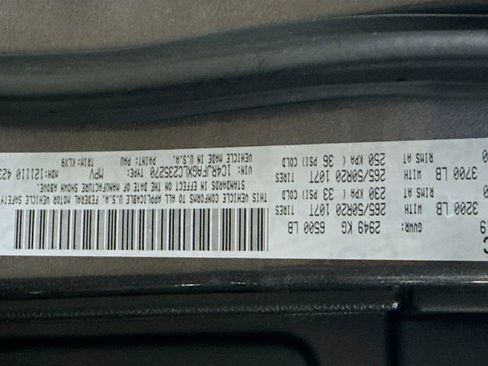 GVWR: 2949 KG 6500 LB
3200 LB RIMS AT 265/50R20 107T TIRES 230 KPA 33 PSI COLD
3700 LB RIMS AT 265/50R20 107T TIRES 250 KPA 36 PSI COLD
THIS VEHICLE CONFORMS TO ALL APPLICABLE U.S.A. FEDERAL MOTOR VEHICLE SAFETY
STANDARDS IN EFFECT ON THE DATE OF MANUFACTURE SHOWN ABOVE.
VIN: TYPE: MPV
VEHICLE MADE IN U.S.A. PAINT: PAU TRIM: KLX9 MDH: 121110 423